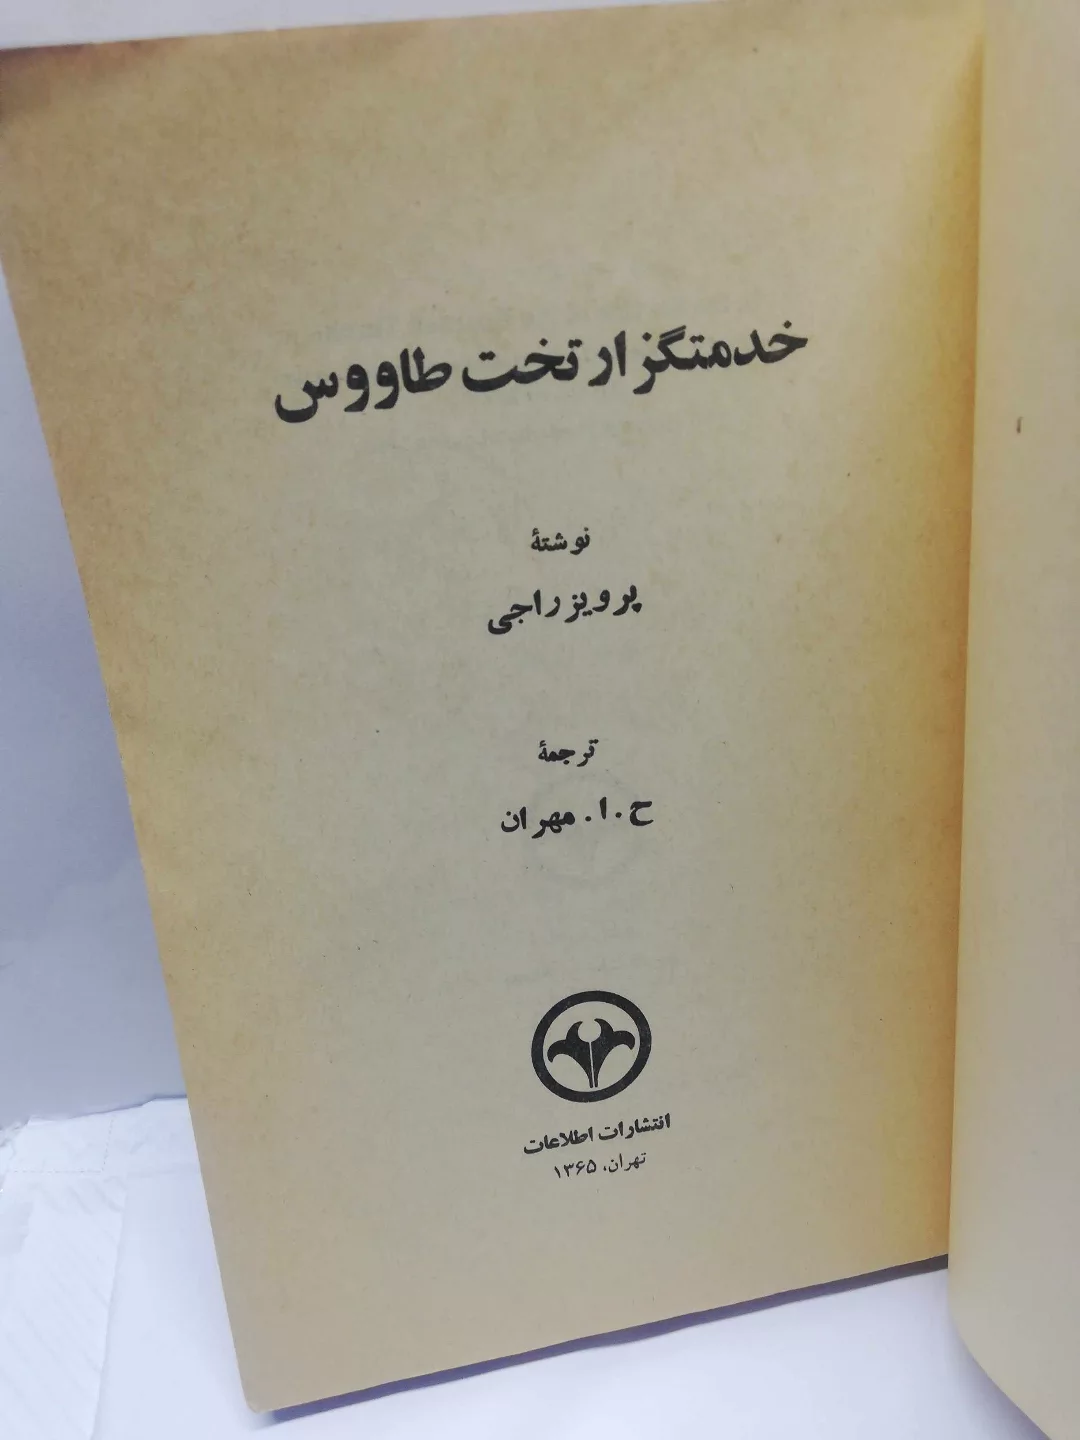 خدمتگزار تخت طاووس
نوشتهٔ
پرویز راجی
ترجمهٔ
ح . ا . مهران
انتشارات اطلاعات
تهران، ۱۳۶۵